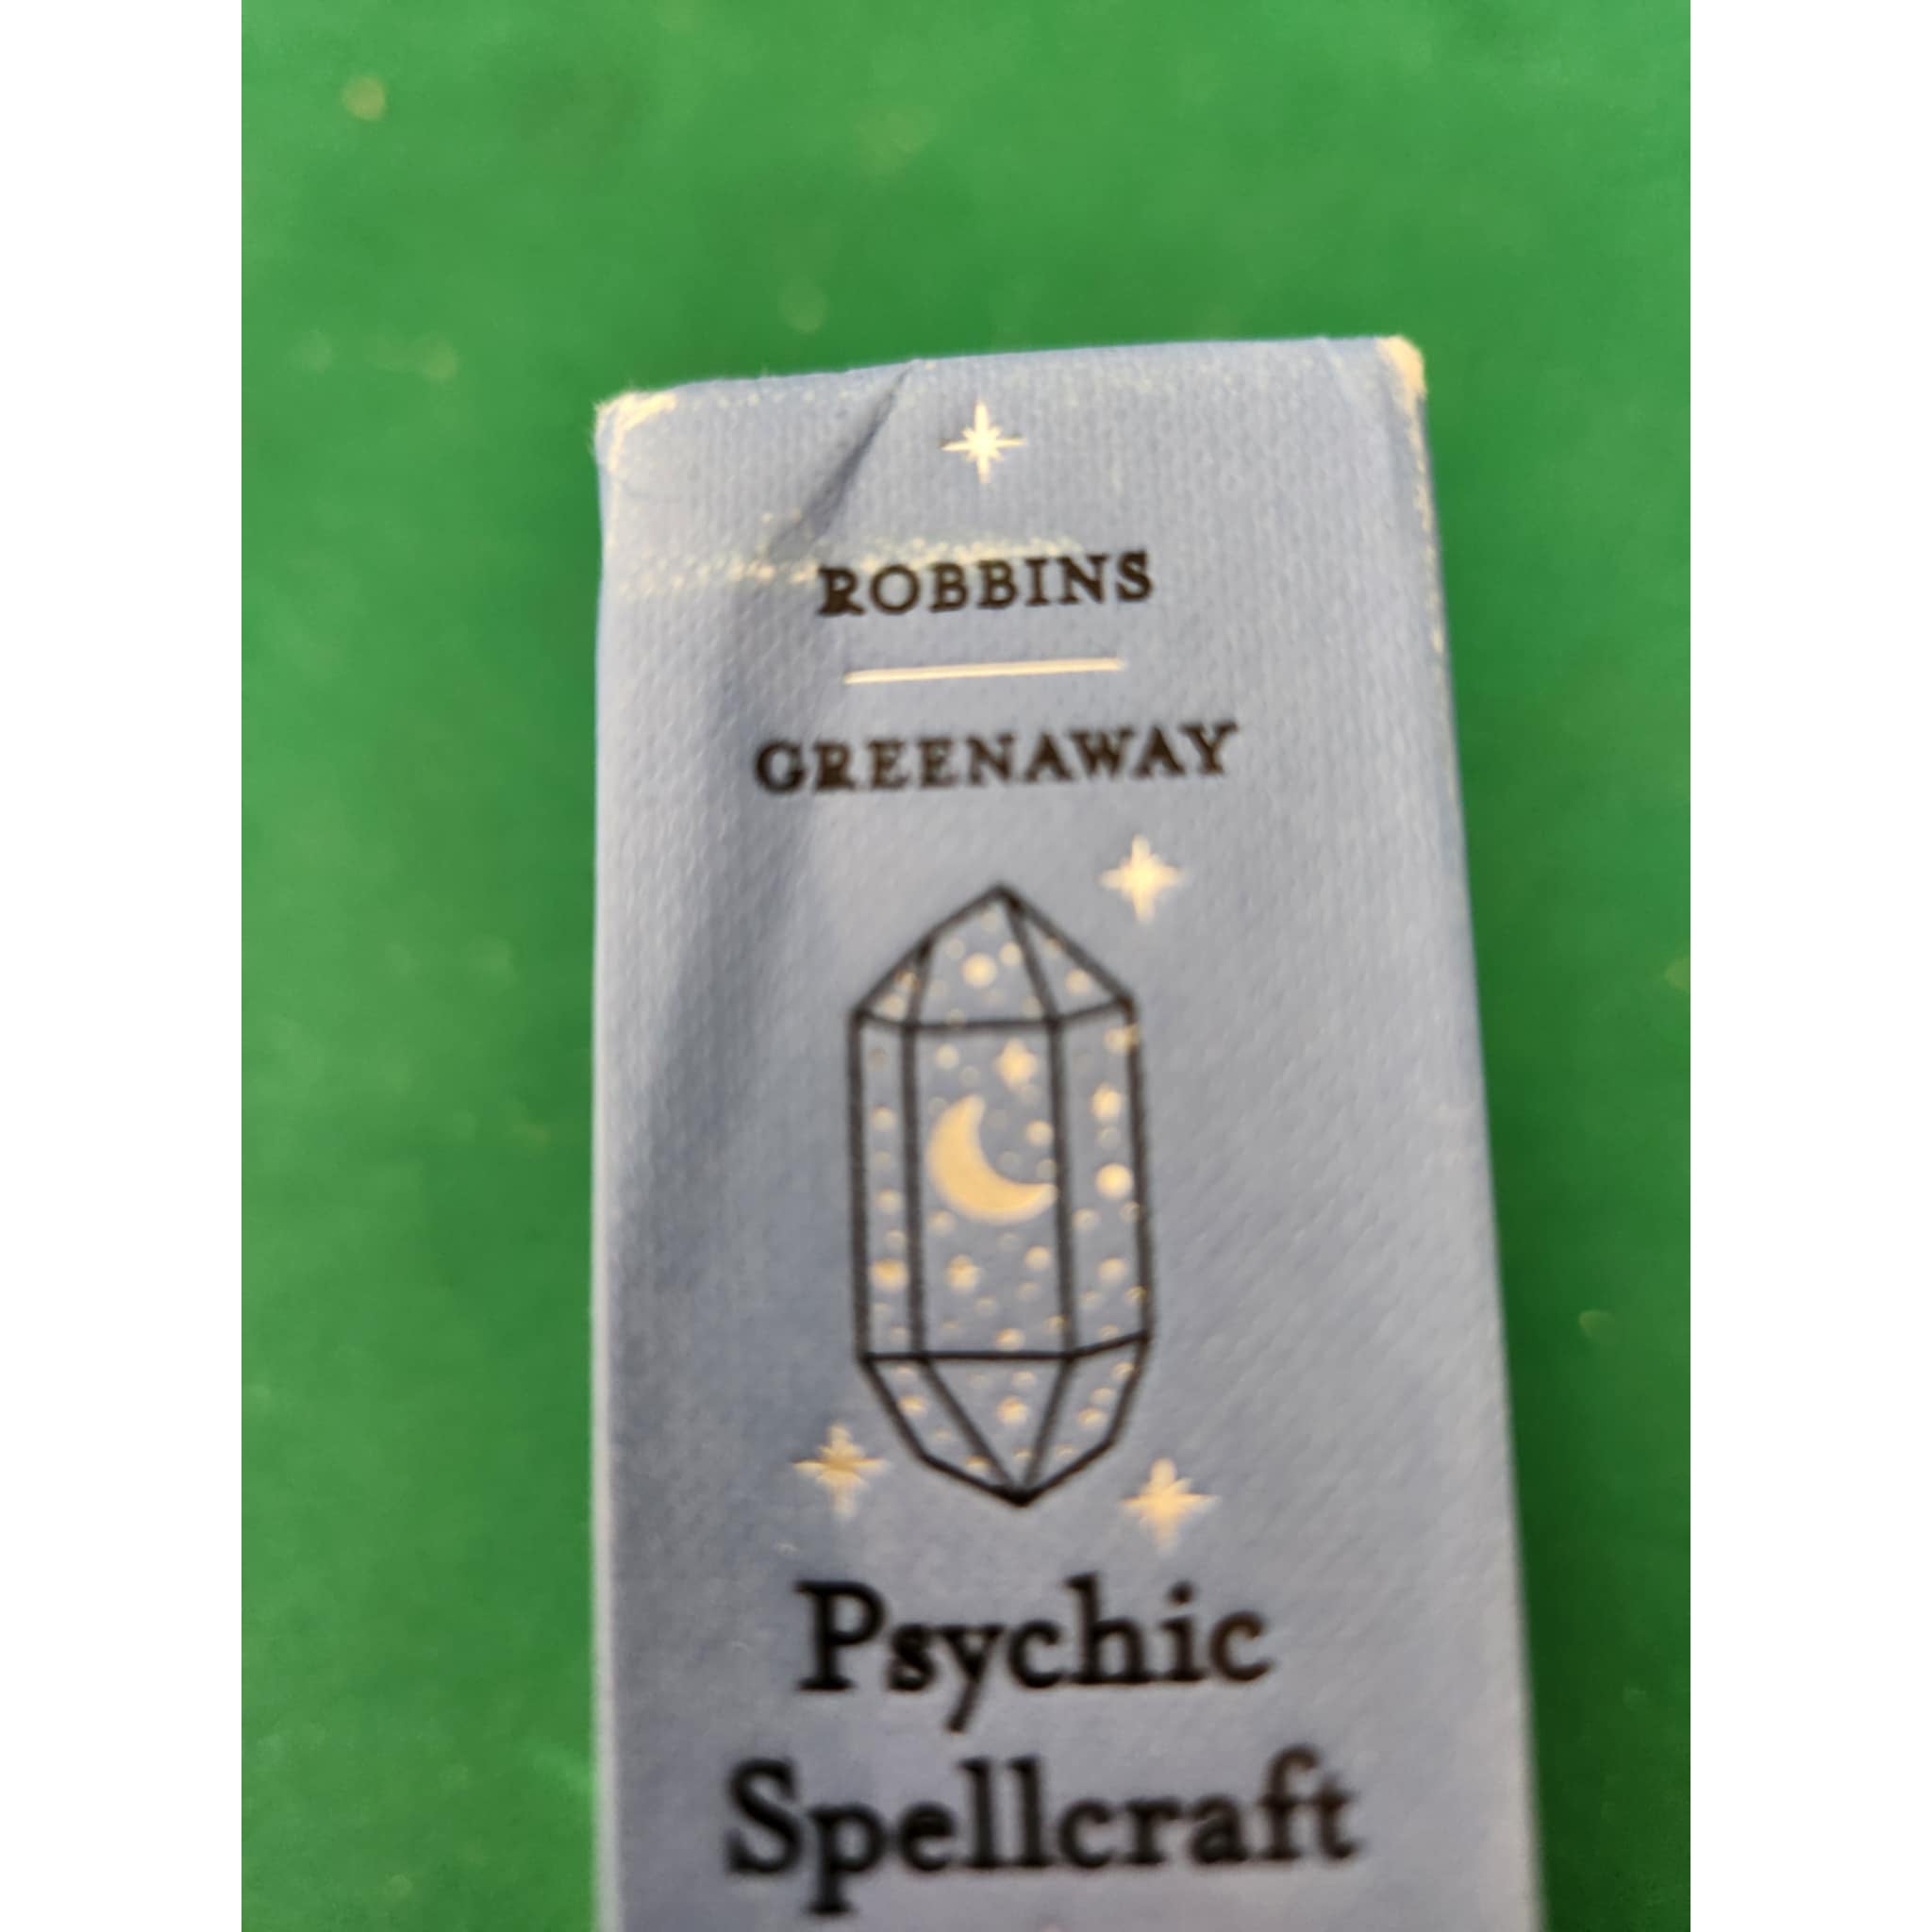 ROBBINS
GREENAWAY
Psychic
Spellcraft